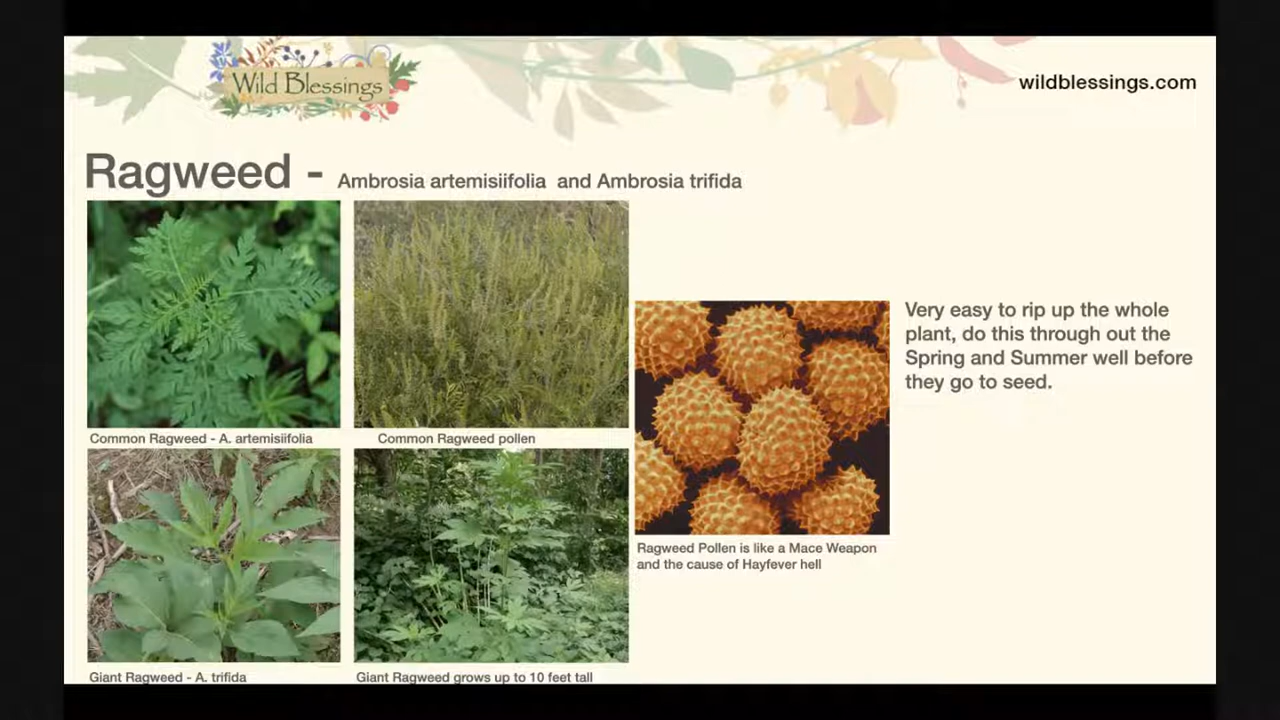 Wild Blessings
wildblessings.com
Ragweed - Ambrosia artemisiifolia and Ambrosia trifida
Common Ragweed - A. artemisiifolia
Common Ragweed pollen
Very easy to rip up the whole
plant, do this through out the
Spring and Summer well before
they go to seed.
Ragweed Pollen is like a Mace Weapon
and the cause of Hayfever hell
Giant Ragweed - A. trifida
Giant Ragweed grows up to 10 feet tall